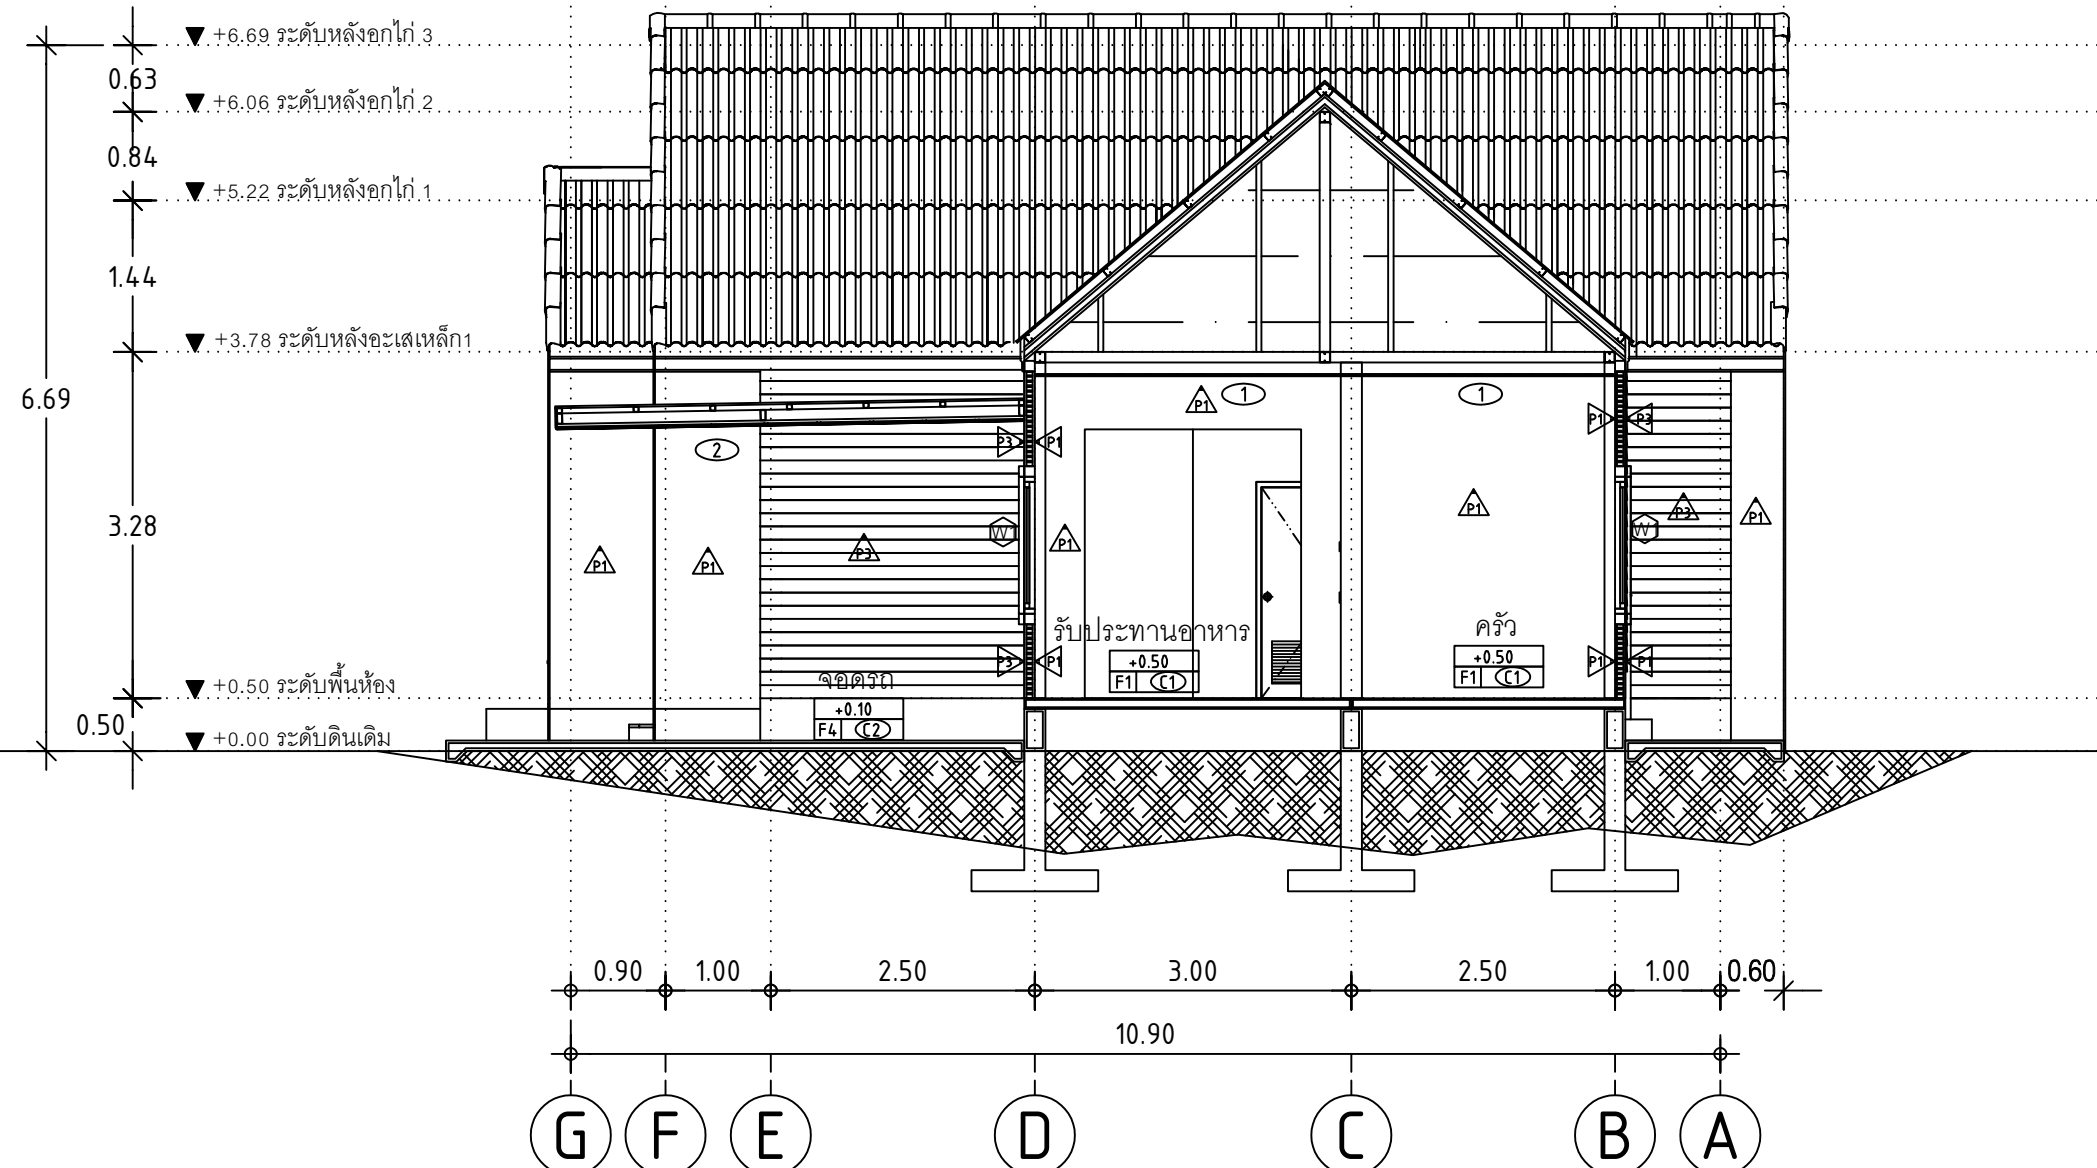 ▼ +6.69 ระดับหลังอกไก่ 3
0.63
▼ +6.06 ระดับหลังอกไก่ 2
0.84
▼ +5.22 ระดับหลังอกไก่ 1
1.44
▼ +3.78 ระดับหลังอะเสเหล็ก1
6.69
3.28
▼ +0.50 ระดับพื้นห้อง
0.50
▼ +0.00 ระดับดินเดิม
P1 1 1
P1 P3
P3 P1
2
P1
P3 P1
W1 W1
P1
P1 P1 P3
รับประทานอาหาร ครัว
+0.50 +0.50
F1 C1 F1 C1
P3 P1 P1 P1
จอดรถ
+0.10
F4 C2
0.90 1.00 2.50 3.00 2.50 1.00 0.60
10.90
G F E D C B A